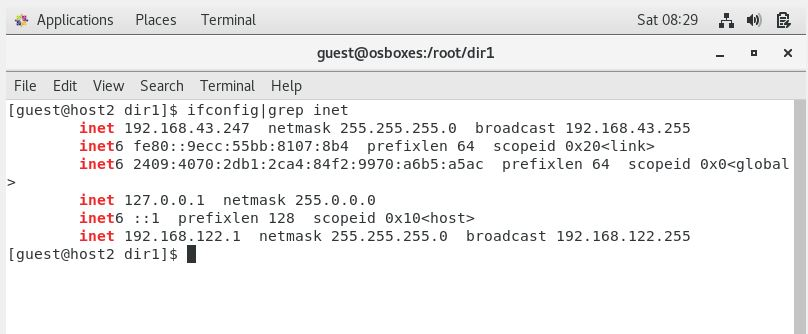 Applications Places Terminal Sat 08:29
guest@osboxes:/root/dir1
File Edit View Search Terminal Help
[guest@host2 dir1]$ ifconfig|grep inet
inet 192.168.43.247 netmask 255.255.255.0 broadcast 192.168.43.255
inet6 fe80::9ecc:55bb:8107:8b4 prefixlen 64 scopeid 0x20<link>
inet6 2409:4070:2db1:2ca4:84f2:9970:a6b5:a5ac prefixlen 64 scopeid 0x0<global
>
inet 127.0.0.1 netmask 255.0.0.0
inet6 ::1 prefixlen 128 scopeid 0x10<host>
inet 192.168.122.1 netmask 255.255.255.0 broadcast 192.168.122.255
[guest@host2 dir1]$